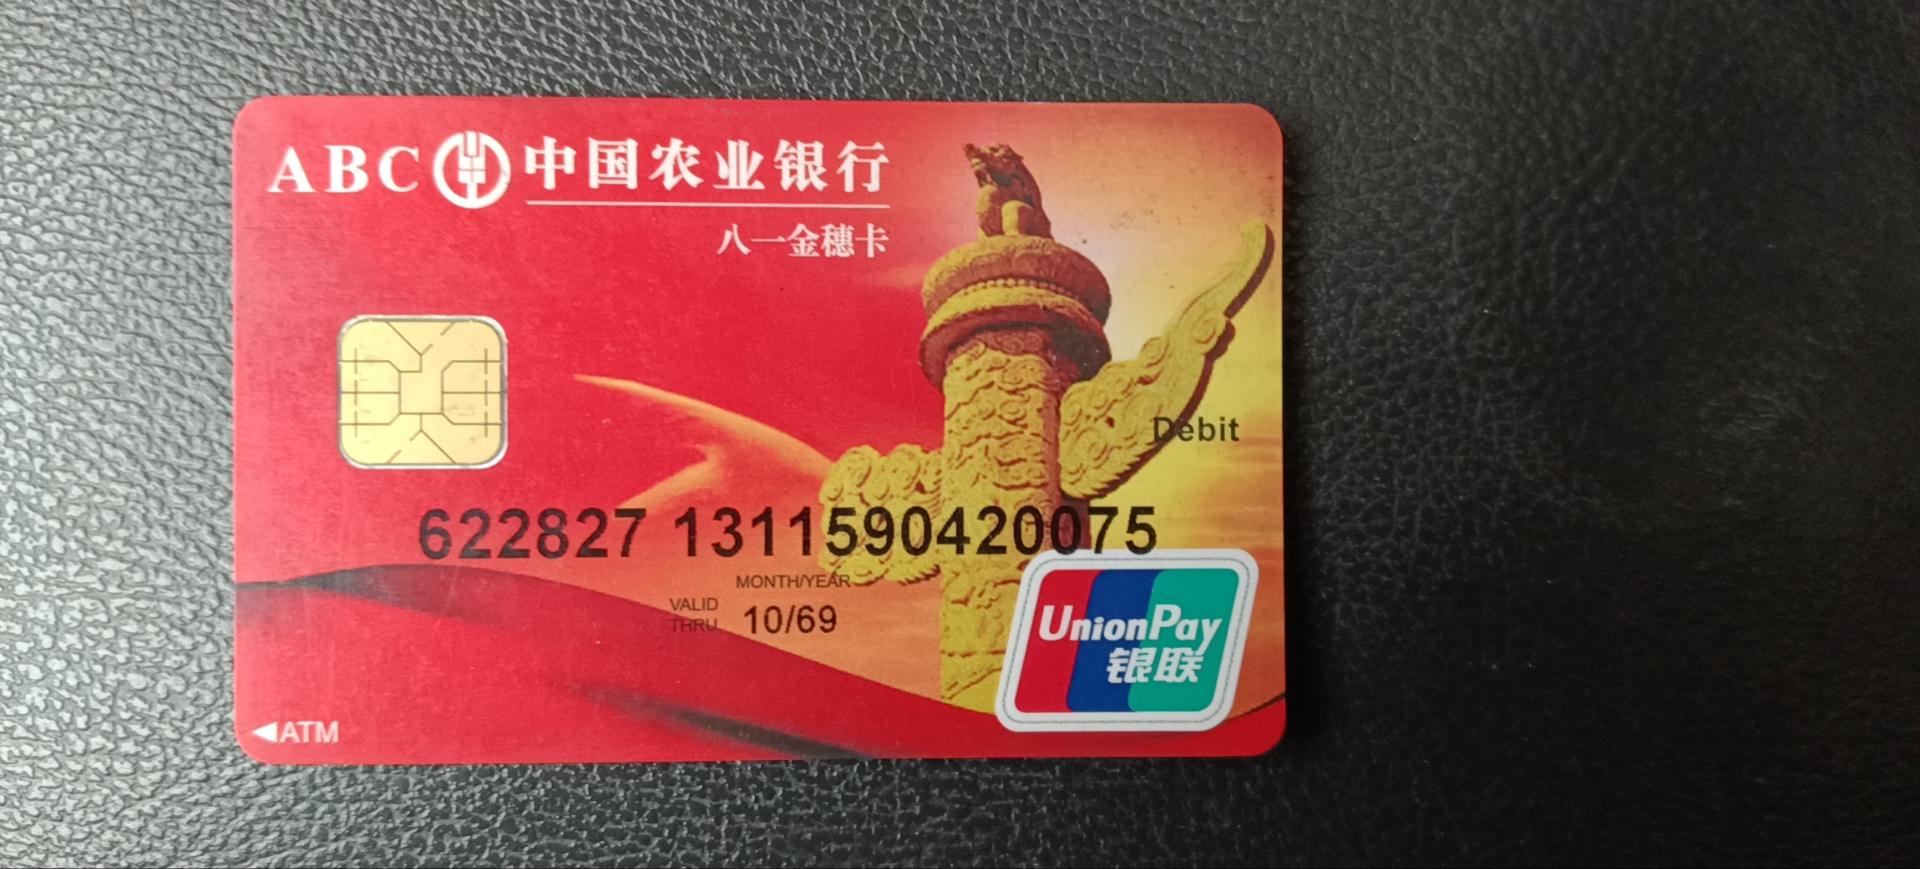 ABC 中国农业银行
八一金穗卡
Debit
622827 1311590420075
MONTH/YEAR
VALID THRU 10/69
UnionPay
银联
ATM